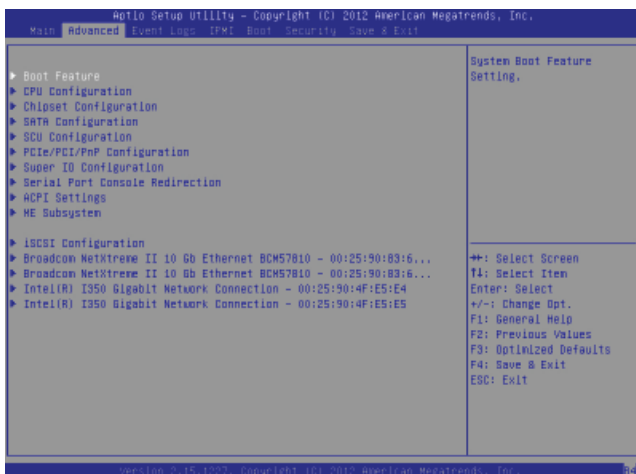 Aptio Setup Utility – Copyright (C) 2012 American Megatrends, Inc.
Main Advanced Event Logs IPMI Boot Security Save & Exit
Boot Feature
CPU Configuration
Chipset Configuration
SATA Configuration
SCU Configuration
PCIe/PCI/PnP Configuration
Super IO Configuration
Serial Port Console Redirection
ACPI Settings
ME Subsystem
iSCSI Configuration
Broadcom NetXtreme II 10 Gb Ethernet BCM57810 – 00:25:90:83:6...
Broadcom NetXtreme II 10 Gb Ethernet BCM57810 – 00:25:90:83:6...
Intel(R) I350 Gigabit Network Connection – 00:25:90:4F:E5:E4
Intel(R) I350 Gigabit Network Connection – 00:25:90:4F:E5:E5
System Boot Feature
Setting.
: Select Screen
↑↓: Select Item
Enter: Select
+/-: Change Opt.
F1: General Help
F2: Previous Values
F3: Optimized Defaults
F4: Save & Exit
ESC: Exit
Version 2.15.1227. Copyright (C) 2012 American Megatrends, Inc.